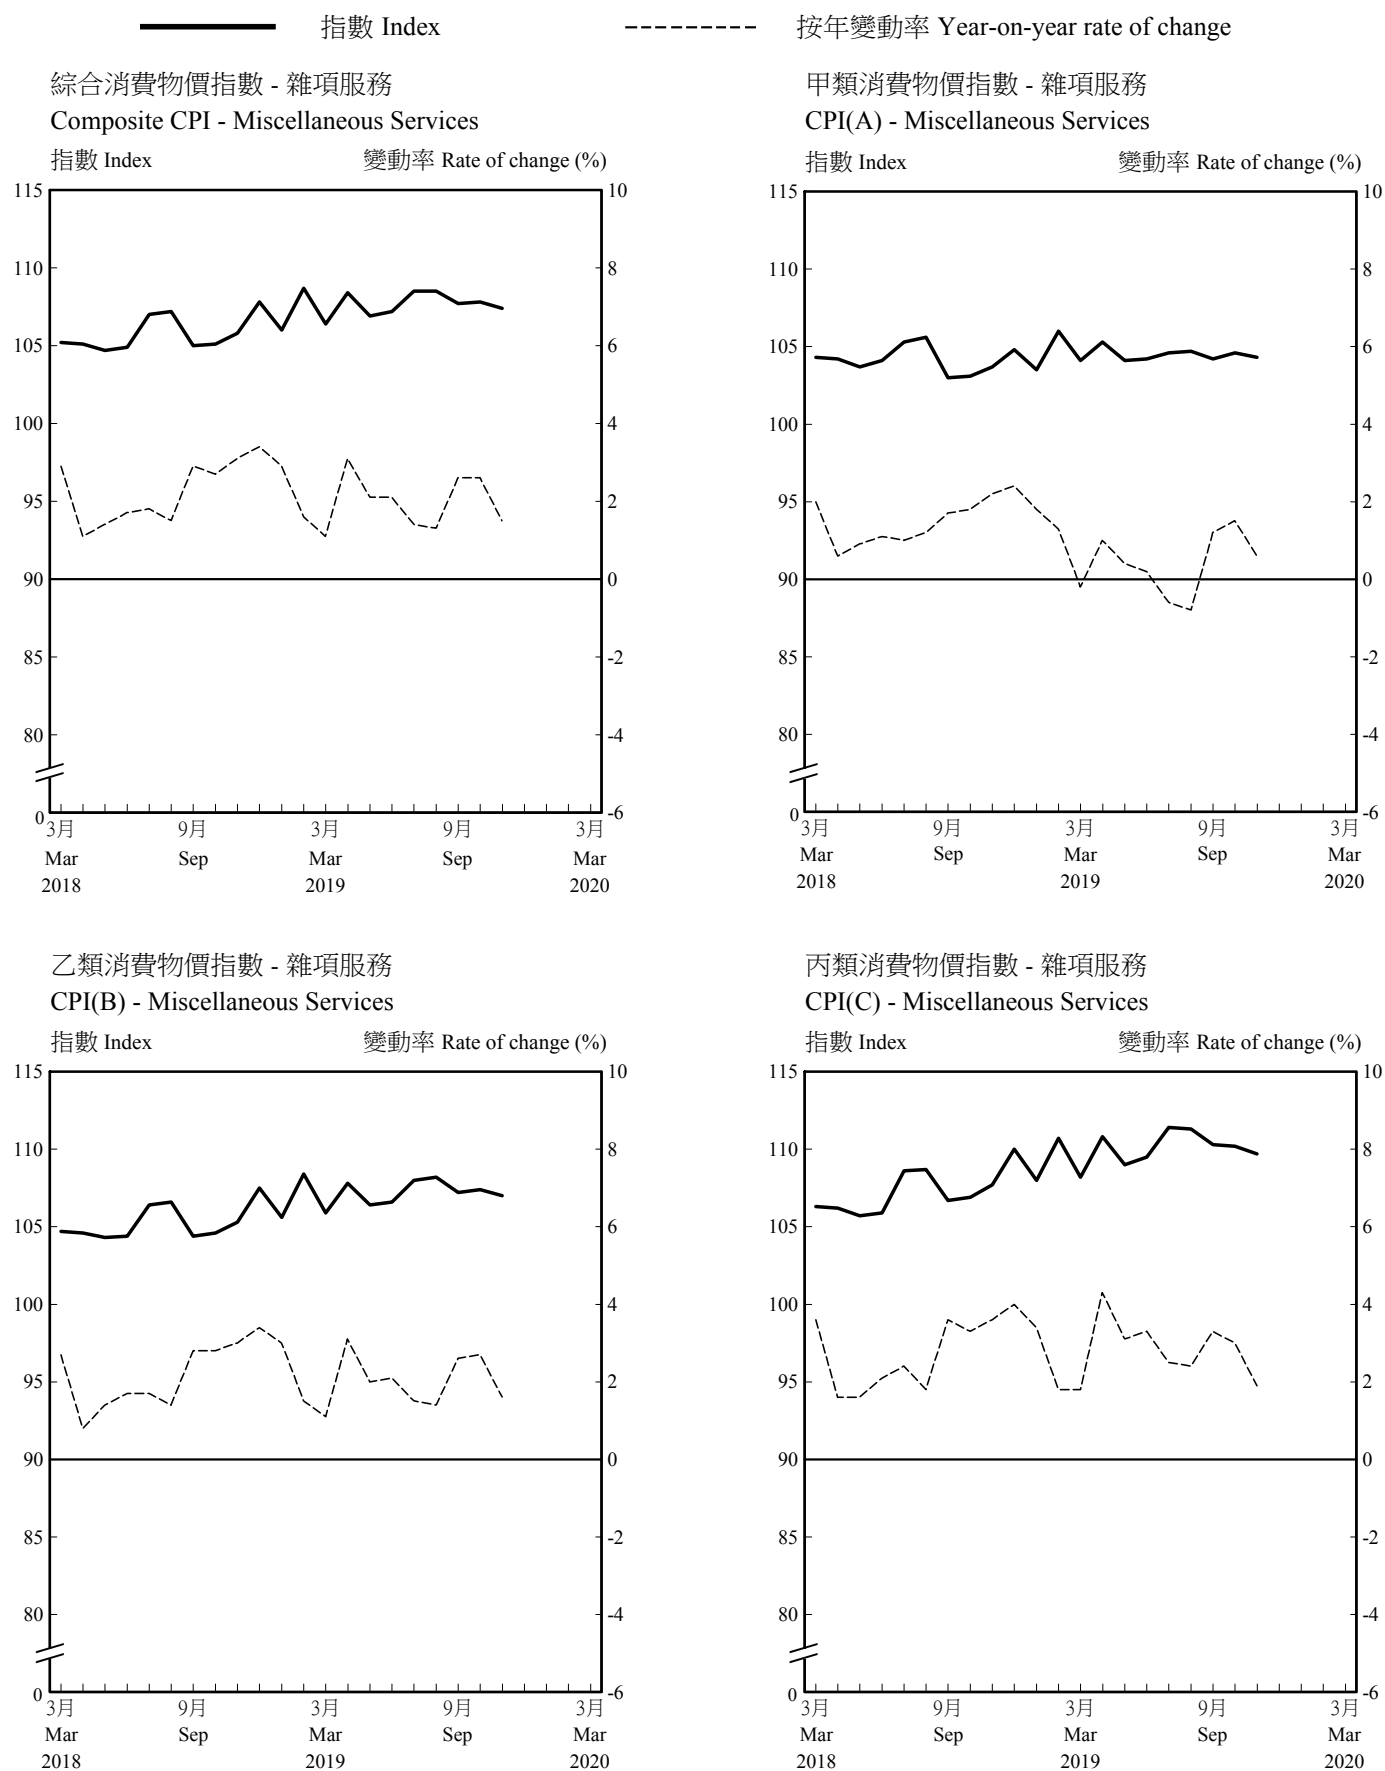 指數 Index
按年變動率 Year-on-year rate of change
綜合消費物價指數 - 雜項服務
Composite CPI - Miscellaneous Services
指數 Index 變動率 Rate of change (%)
115 10
110 8
105 6
100 4
95 2
90 0
85 -2
80 -4
0 -6
3月 9月 3月 9月 3月
Mar Sep Mar Sep Mar
2018 2019 2020
甲類消費物價指數 - 雜項服務
CPI(A) - Miscellaneous Services
指數 Index 變動率 Rate of change (%)
115 10
110 8
105 6
100 4
95 2
90 0
85 -2
80 -4
0 -6
3月 9月 3月 9月 3月
Mar Sep Mar Sep Mar
2018 2019 2020
乙類消費物價指數 - 雜項服務
CPI(B) - Miscellaneous Services
指數 Index 變動率 Rate of change (%)
115 10
110 8
105 6
100 4
95 2
90 0
85 -2
80 -4
0 -6
3月 9月 3月 9月 3月
Mar Sep Mar Sep Mar
2018 2019 2020
丙類消費物價指數 - 雜項服務
CPI(C) - Miscellaneous Services
指數 Index 變動率 Rate of change (%)
115 10
110 8
105 6
100 4
95 2
90 0
85 -2
80 -4
0 -6
3月 9月 3月 9月 3月
Mar Sep Mar Sep Mar
2018 2019 2020